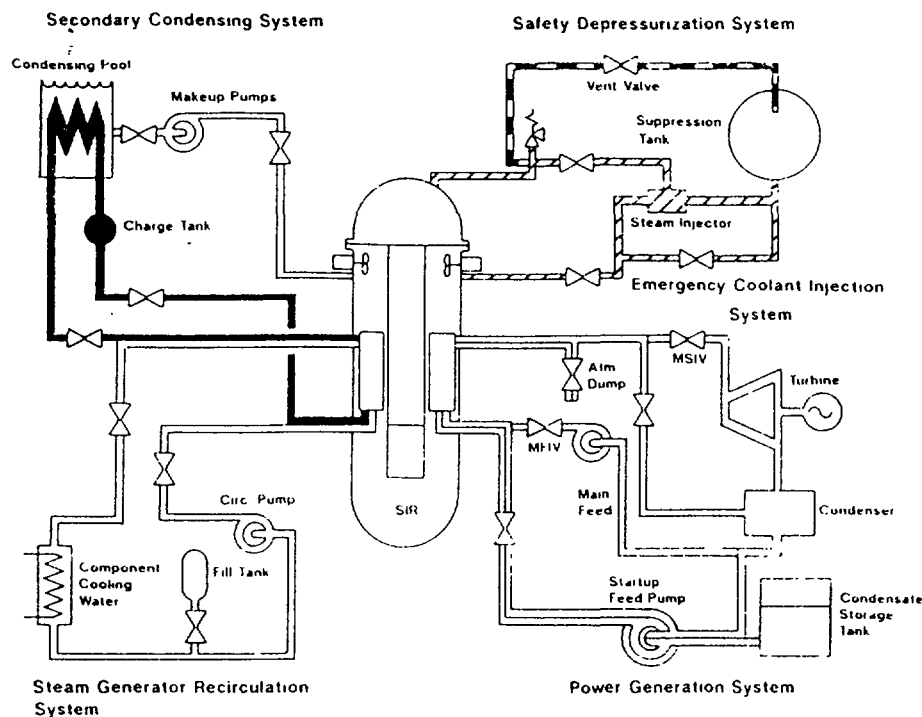 Secondary Condensing System
Safety Depressurization System
Condensing Pool
Makeup Pumps
Vent Valve
Suppression
Tank
Charge Tank
Steam Injector
Emergency Coolant Injection
System
MSIV
Atm
Dump
Turbine
MFIV
Circ. Pump
SIR
Main
Feed
Condenser
Component
Cooling
Water
Fill Tank
Startup
Feed Pump
Condensate
Storage
Tank
Steam Generator Recirculation
System
Power Generation System